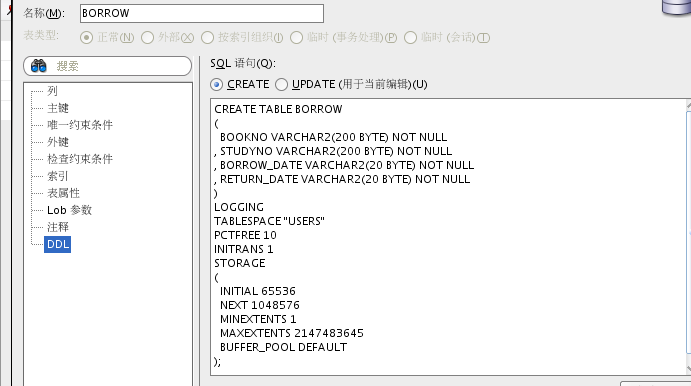 名称(M): BORROW
表类型: 正常(N) 外部(X) 按索引组织(I) 临时 (事务处理)(P) 临时 (会话)(T)
搜索
列
主键
唯一约束条件
外键
检查约束条件
索引
表属性
Lob 参数
注释
DDL
SQL 语句(Q):
CREATE UPDATE (用于当前编辑)(U)
CREATE TABLE BORROW
(
BOOKNO VARCHAR2(200 BYTE) NOT NULL
, STUDYNO VARCHAR2(200 BYTE) NOT NULL
, BORROW_DATE VARCHAR2(20 BYTE) NOT NULL
, RETURN_DATE VARCHAR2(20 BYTE) NOT NULL
)
LOGGING
TABLESPACE "USERS"
PCTFREE 10
INITRANS 1
STORAGE
(
INITIAL 65536
NEXT 1048576
MINEXTENTS 1
MAXEXTENTS 2147483645
BUFFER_POOL DEFAULT
);